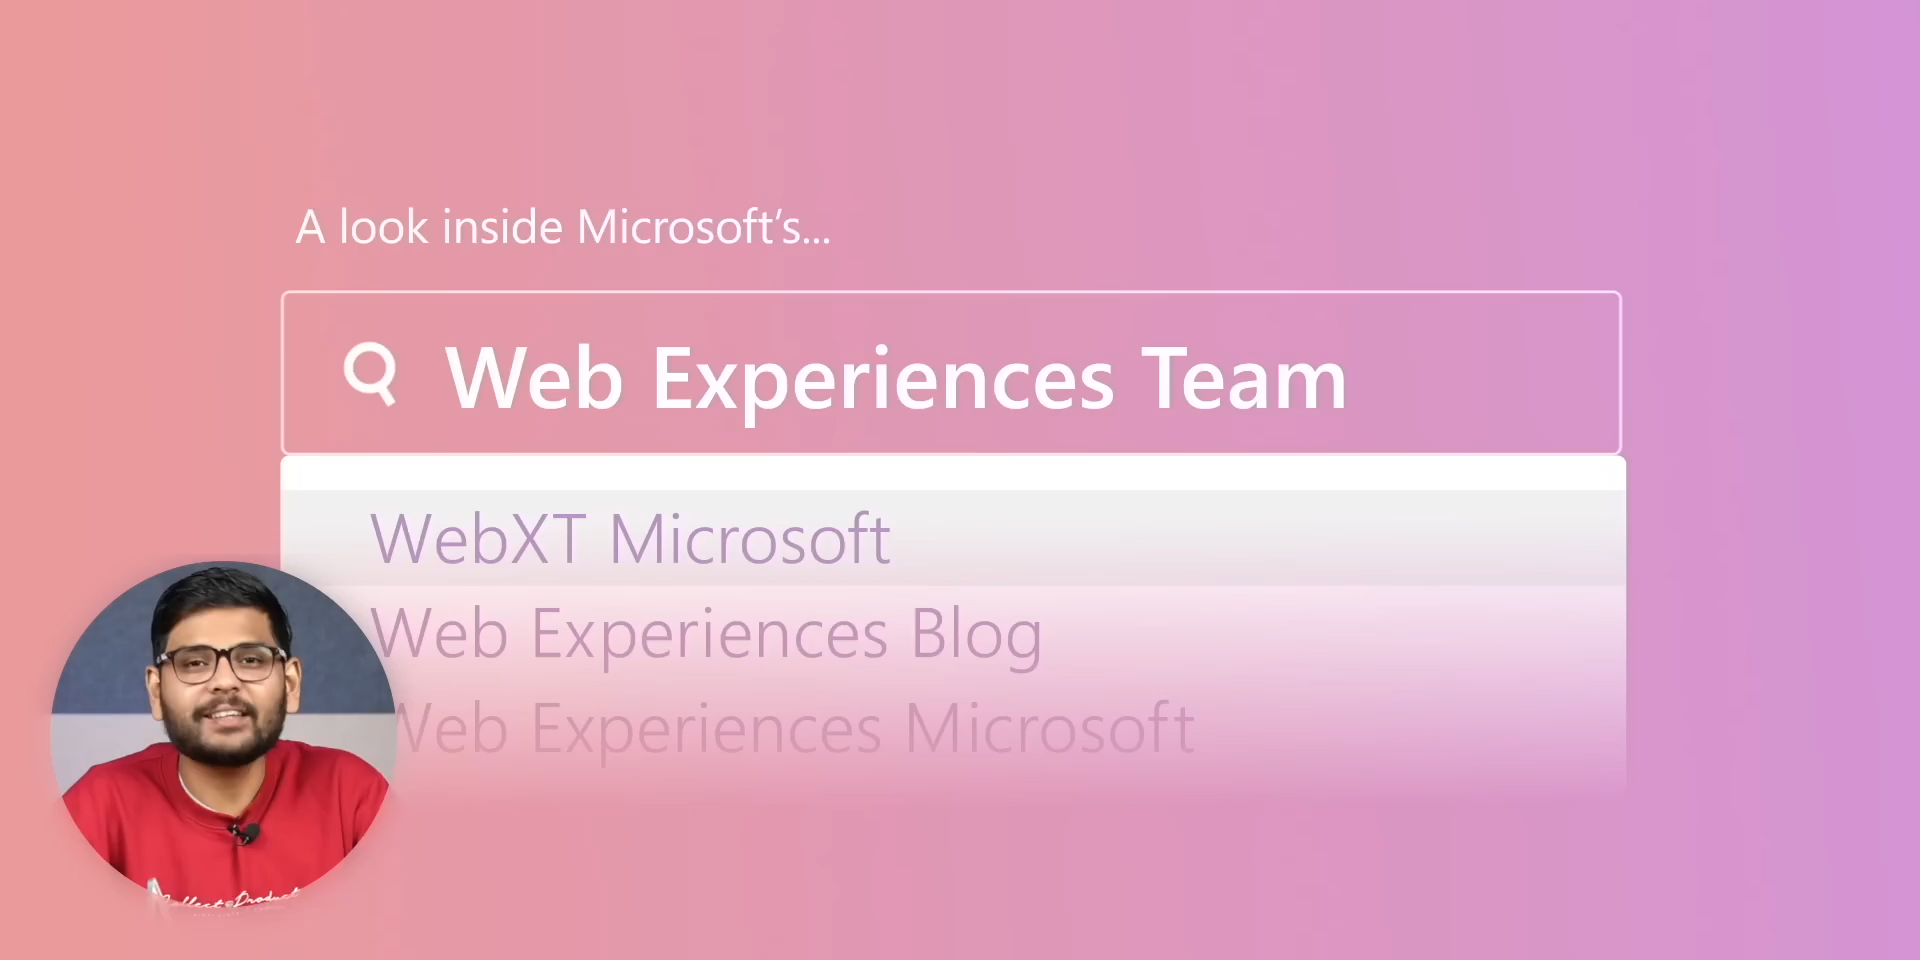 A look inside Microsoft’s...
Web Experiences Team
WebXT Microsoft
Web Experiences Blog
Web Experiences Microsoft